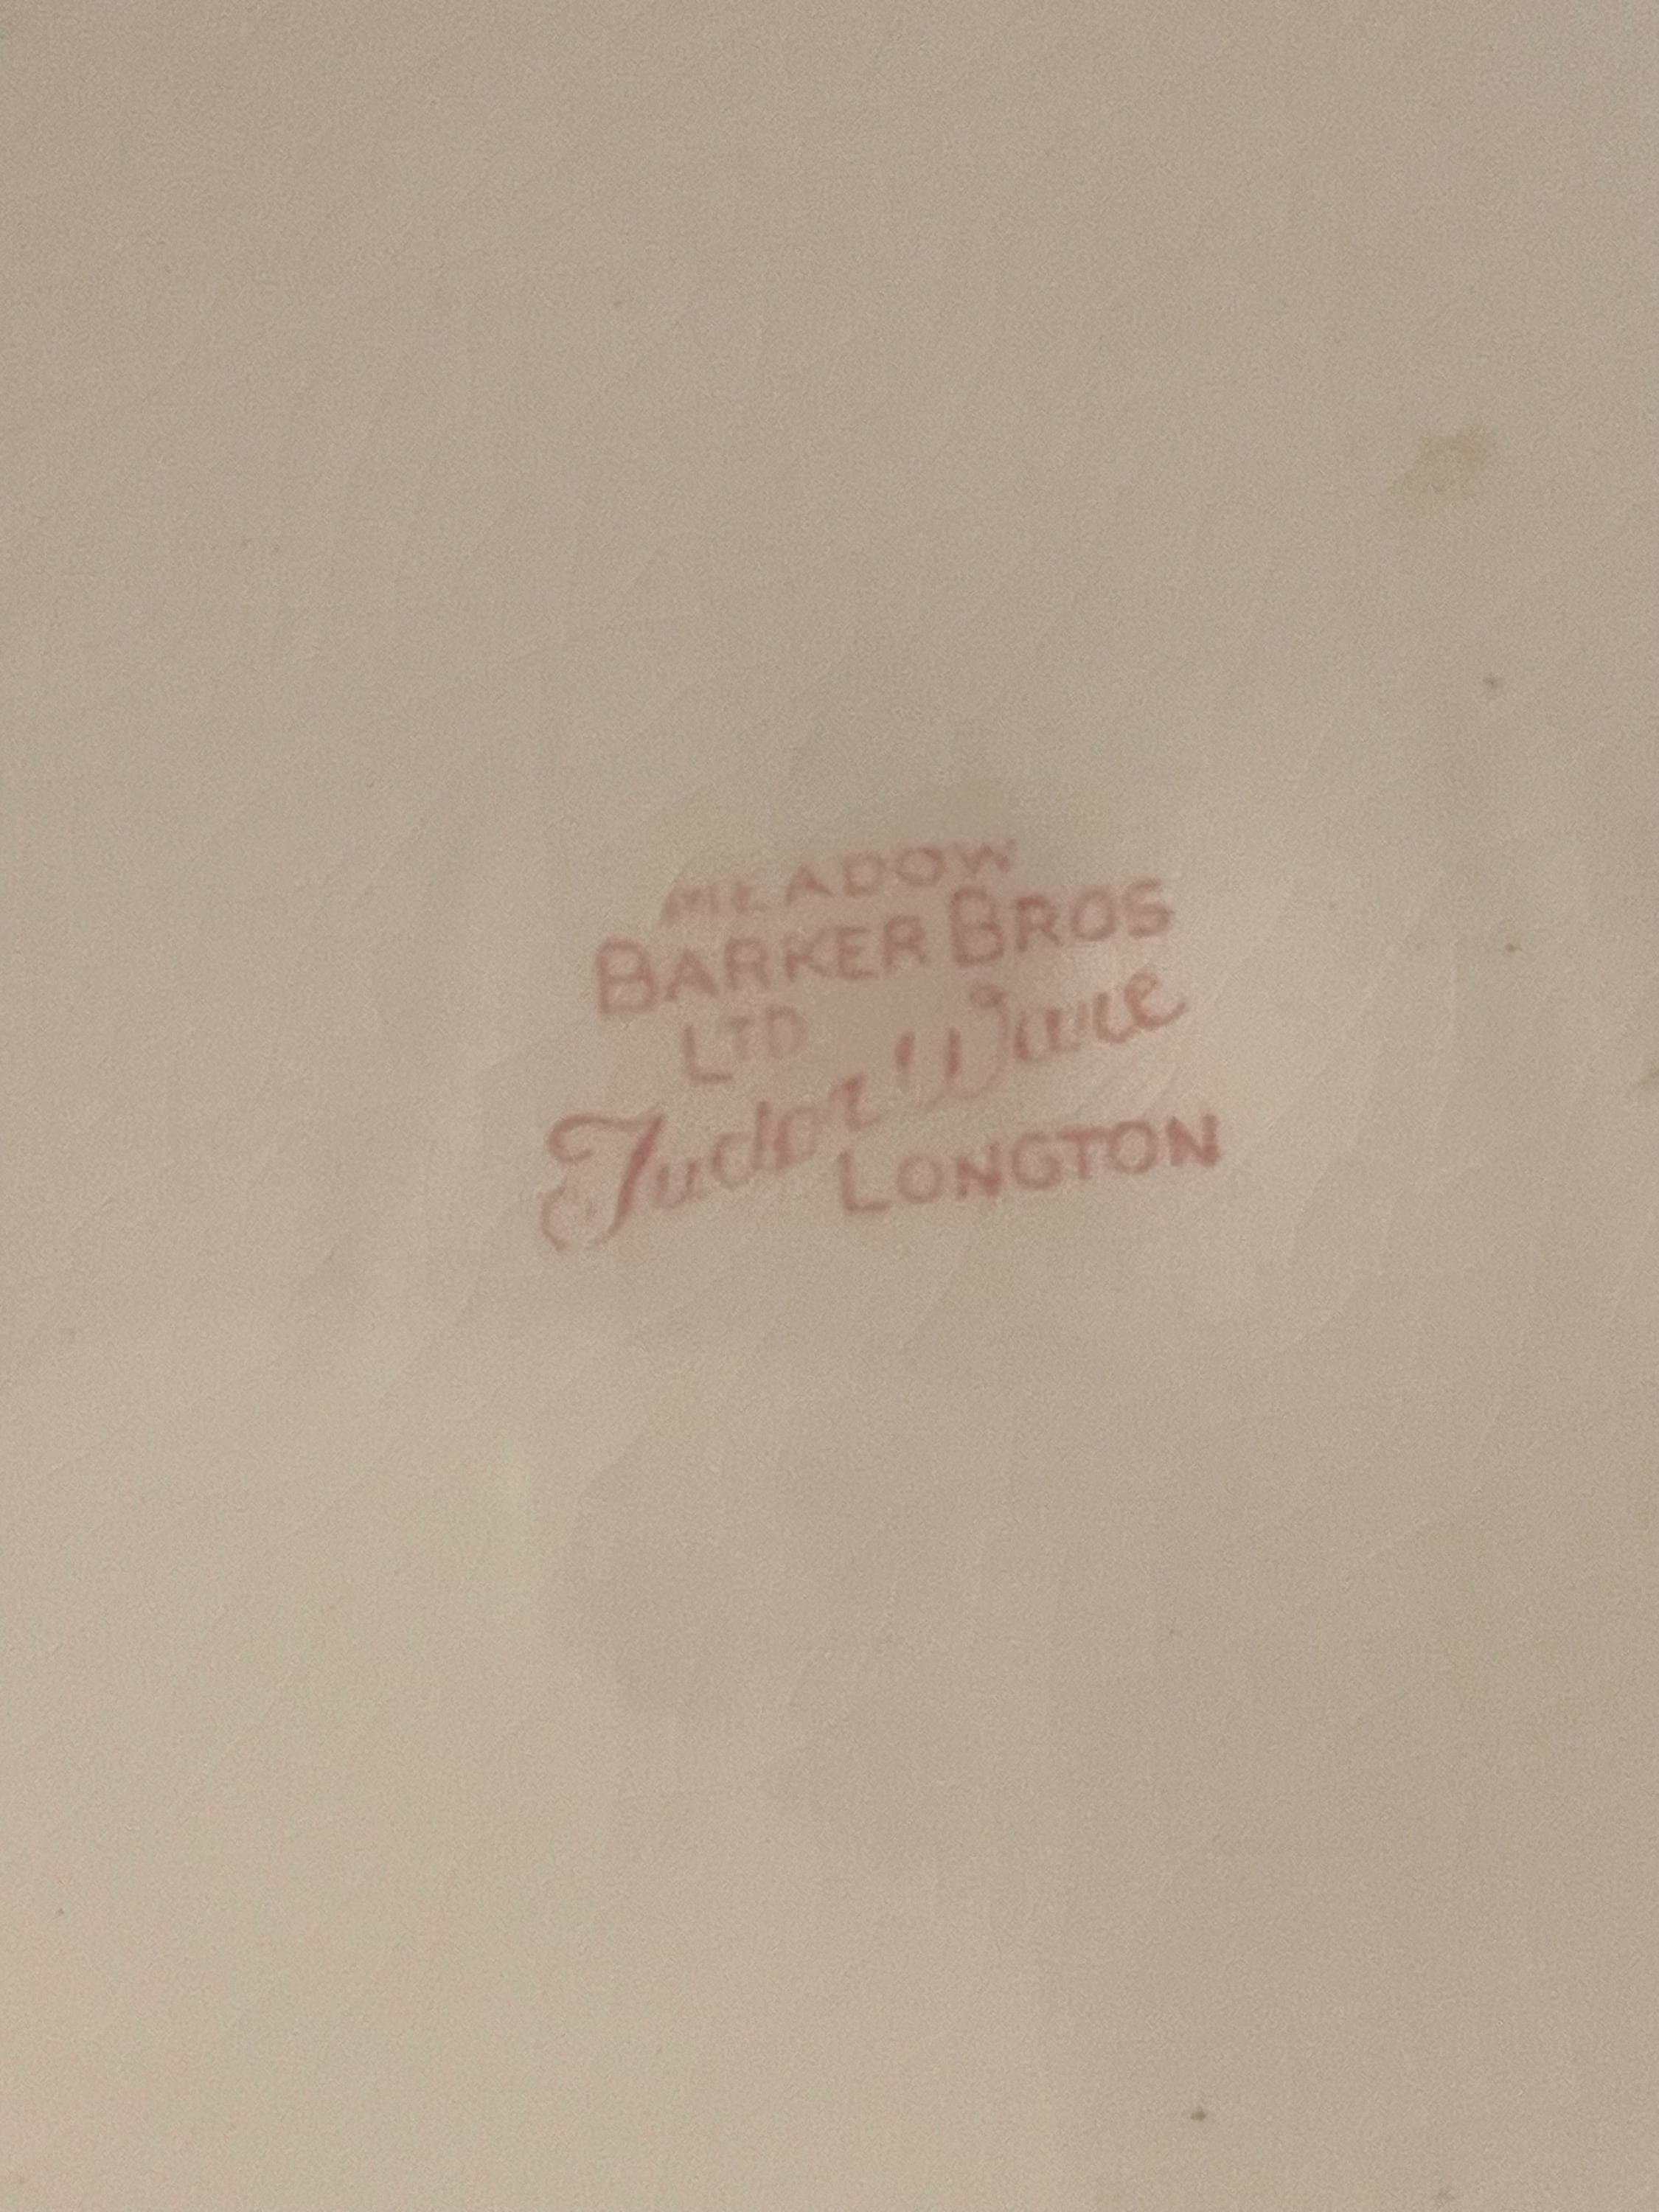 MEADOW
BARKER BROS
LTD
Tudor Ware
LONGTON